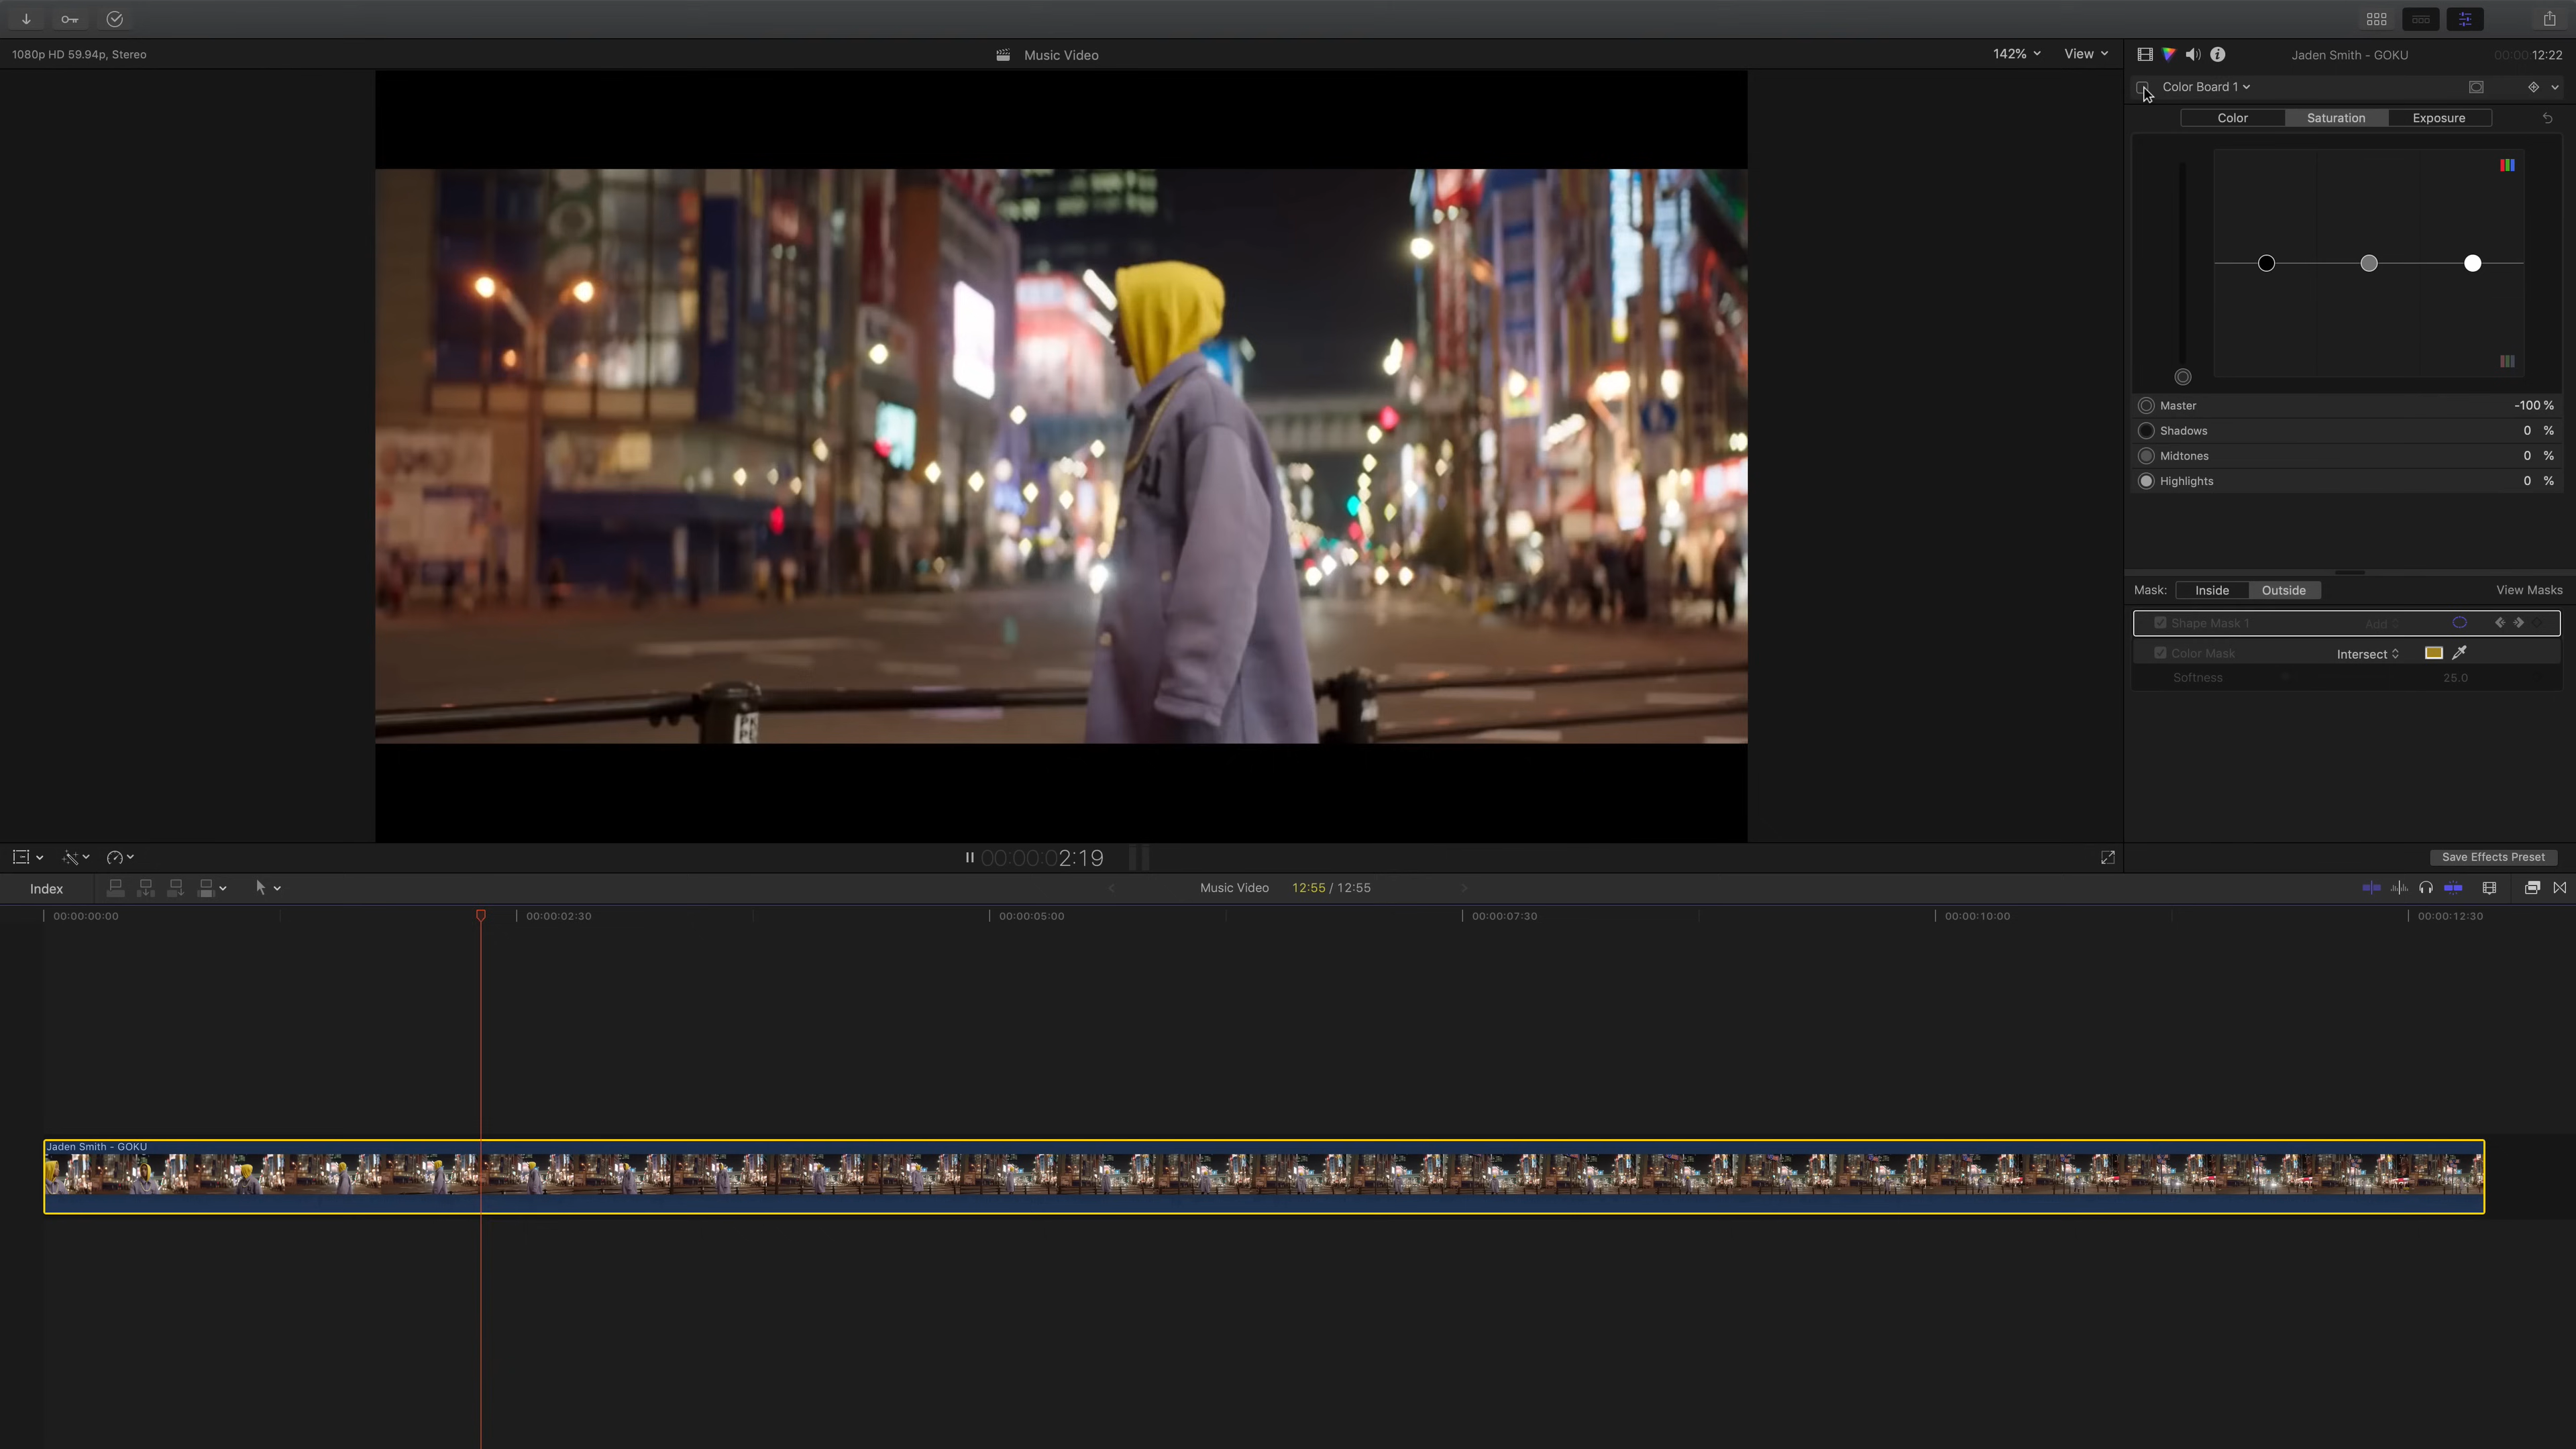 1080p HD 59.94p, Stereo
Music Video
142%
View
Jaden Smith - GOKU
00:00:12:22
Color Board 1
Color
Saturation
Exposure
Master
-100 %
Shadows
0 %
Midtones
0 %
Highlights
0 %
Mask:
Inside
Outside
View Masks
Shape Mask 1
Add
Color Mask
Intersect
Softness
25.0
00:00:02:19
Save Effects Preset
Index
Music Video
12:55 / 12:55
00:00:00:00
00:00:02:30
00:00:05:00
00:00:07:30
00:00:10:00
00:00:12:30
Jaden Smith - GOKU